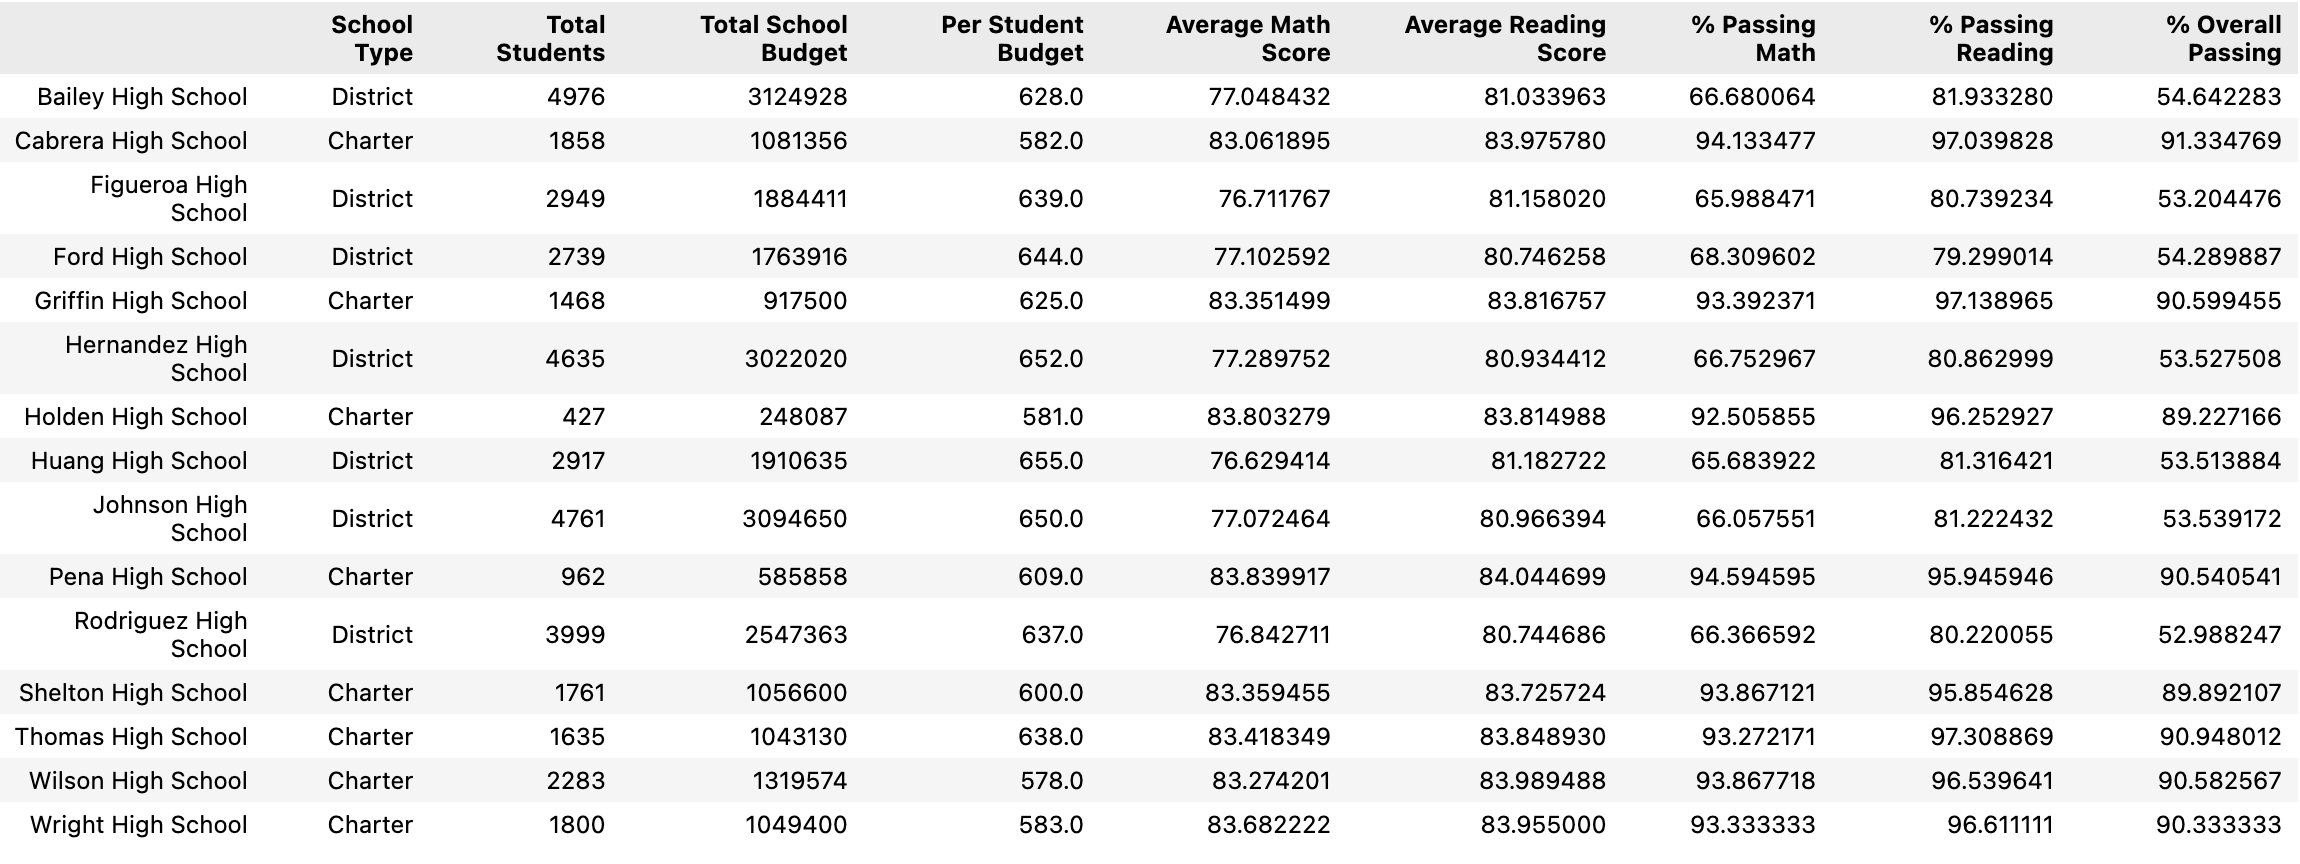 School Type Total Students Total School Budget Per Student Budget Average Math Score Average Reading Score % Passing Math % Passing Reading % Overall Passing
Bailey High School District 4976 3124928 628.0 77.048432 81.033963 66.680064 81.933280 54.642283
Cabrera High School Charter 1858 1081356 582.0 83.061895 83.975780 94.133477 97.039828 91.334769
Figueroa High School District 2949 1884411 639.0 76.711767 81.158020 65.988471 80.739234 53.204476
Ford High School District 2739 1763916 644.0 77.102592 80.746258 68.309602 79.299014 54.289887
Griffin High School Charter 1468 917500 625.0 83.351499 83.816757 93.392371 97.138965 90.599455
Hernandez High School District 4635 3022020 652.0 77.289752 80.934412 66.752967 80.862999 53.527508
Holden High School Charter 427 248087 581.0 83.803279 83.814988 92.505855 96.252927 89.227166
Huang High School District 2917 1910635 655.0 76.629414 81.182722 65.683922 81.316421 53.513884
Johnson High School District 4761 3094650 650.0 77.072464 80.966394 66.057551 81.222432 53.539172
Pena High School Charter 962 585858 609.0 83.839917 84.044699 94.594595 95.945946 90.540541
Rodriguez High School District 3999 2547363 637.0 76.842711 80.744686 66.366592 80.220055 52.988247
Shelton High School Charter 1761 1056600 600.0 83.359455 83.725724 93.867121 95.854628 89.892107
Thomas High School Charter 1635 1043130 638.0 83.418349 83.848930 93.272171 97.308869 90.948012
Wilson High School Charter 2283 1319574 578.0 83.274201 83.989488 93.867718 96.539641 90.582567
Wright High School Charter 1800 1049400 583.0 83.682222 83.955000 93.333333 96.611111 90.333333